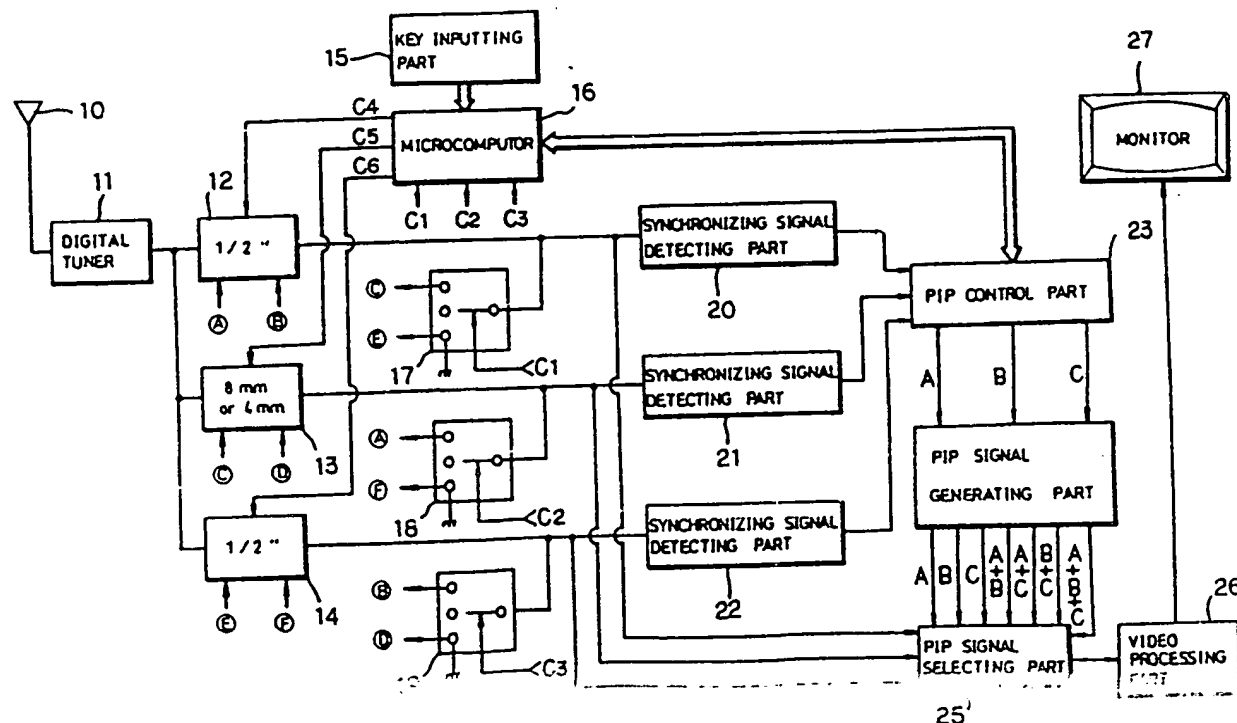 KEY INPUTTING
PART
15
27
10
C4
16
C5
MICROCOMPUTOR
MONITOR
C6
11
12
C1 C2 C3
DIGITAL
TUNER
1/2 "
SYNCHRONIZING SIGNAL
DETECTING PART
23
Ⓐ Ⓑ
Ⓒ
20
PIP CONTROL PART
Ⓔ
17
C1
8 mm
or 4 mm
SYNCHRONIZING SIGNAL
DETECTING PART
A B C
Ⓒ Ⓓ
13
Ⓐ
21
PIP SIGNAL
GENERATING PART
Ⓕ
18
C2
1/2 "
SYNCHRONIZING SIGNAL
DETECTING PART
Ⓔ Ⓕ
14
Ⓑ
22
A B C A+B A+C B+C A+B+C
26
Ⓓ
C3
PIP SIGNAL
SELECTING PART
VIDEO
PROCESSING
25'